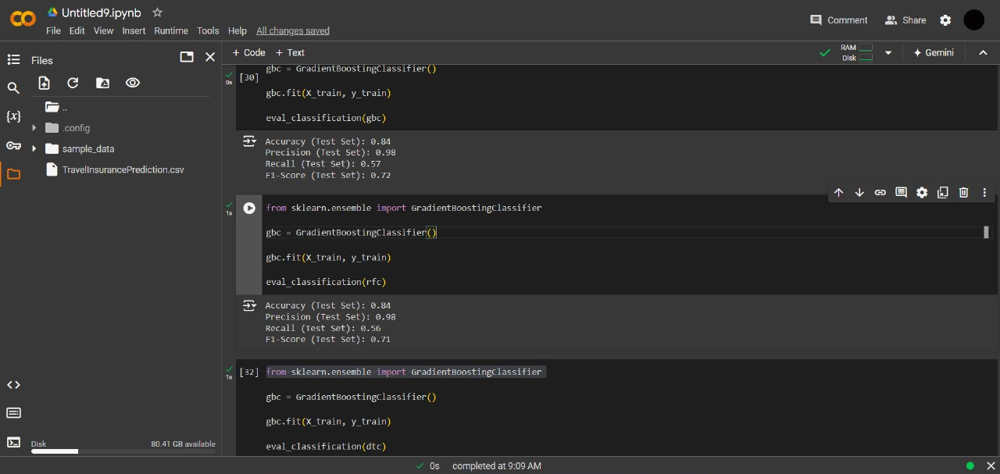 Untitled9.ipynb
File Edit View Insert Runtime Tools Help All changes saved
Comment Share
Files
+ Code + Text
RAM
Disk
Gemini
{x}
..
.config
sample_data
TravelInsurancePrediction.csv
Disk 80.41 GB available
0s
[30]
gbc = GradientBoostingClassifier()
gbc.fit(X_train, y_train)
eval_classification(gbc)
Accuracy (Test Set): 0.84
Precision (Test Set): 0.98
Recall (Test Set): 0.57
F1-Score (Test Set): 0.72
1s
from sklearn.ensemble import GradientBoostingClassifier
gbc = GradientBoostingClassifier()
gbc.fit(X_train, y_train)
eval_classification(rfc)
Accuracy (Test Set): 0.84
Precision (Test Set): 0.98
Recall (Test Set): 0.56
F1-Score (Test Set): 0.71
1s
[32] from sklearn.ensemble import GradientBoostingClassifier
gbc = GradientBoostingClassifier()
gbc.fit(X_train, y_train)
eval_classification(dtc)
0s completed at 9:09 AM